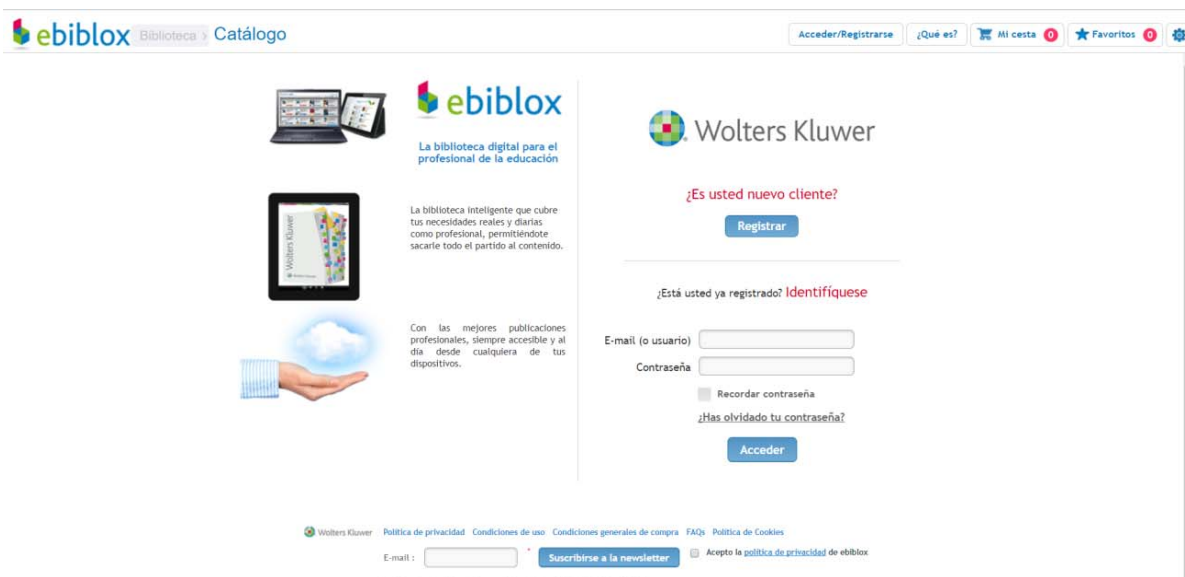 ebiblox Biblioteca > Catálogo
Acceder/Registrarse ¿Qué es? Mi cesta 0 Favoritos 0
ebiblox
La biblioteca digital para el
profesional de la educación
La biblioteca inteligente que cubre
tus necesidades reales y diarias
como profesional, permitiéndote
sacarle todo el partido al contenido.
Wolters Kluwer
Con las mejores publicaciones
profesionales, siempre accesible y al
día desde cualquiera de tus
dispositivos.
Wolters Kluwer
¿Es usted nuevo cliente?
Registrar
¿Está usted ya registrado? Identifíquese
E-mail (o usuario)
Contraseña
Recordar contraseña
¿Has olvidado tu contraseña?
Acceder
Wolters Kluwer Política de privacidad Condiciones de uso Condiciones generales de compra FAQs Política de Cookies
E-mail : * Suscribirse a la newsletter Acepto la política de privacidad de ebiblox